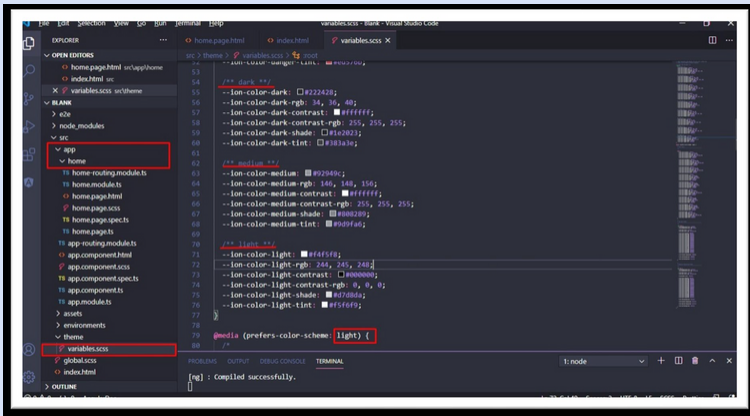 File Edit Selection View Go Run Terminal Help
variables.scss - Blank - Visual Studio Code
EXPLORER
OPEN EDITORS
home.page.html src\app\home
index.html src
variables.scss src\theme
BLANK
e2e
node_modules
src
app
home
home-routing.module.ts
home.module.ts
home.page.html
home.page.scss
home.page.spec.ts
home.page.ts
app-routing.module.ts
app.component.html
app.component.scss
app.component.spec.ts
app.component.ts
app.module.ts
assets
environments
theme
variables.scss
global.scss
index.html
OUTLINE
home.page.html index.html variables.scss
src > theme > variables.scss > :root
53
54 /** dark **/
55 --ion-color-dark: #222428;
56 --ion-color-dark-rgb: 34, 36, 40;
57 --ion-color-dark-contrast: #ffffff;
58 --ion-color-dark-contrast-rgb: 255, 255, 255;
59 --ion-color-dark-shade: #1e2023;
60 --ion-color-dark-tint: #383a3e;
61
62 /** medium **/
63 --ion-color-medium: #92949c;
64 --ion-color-medium-rgb: 146, 148, 156;
65 --ion-color-medium-contrast: #ffffff;
66 --ion-color-medium-contrast-rgb: 255, 255, 255;
67 --ion-color-medium-shade: #808289;
68 --ion-color-medium-tint: #9d9fa6;
69
70 /** light **/
71 --ion-color-light: #f4f5f8;
72 --ion-color-light-rgb: 244, 245, 248;
73 --ion-color-light-contrast: #000000;
74 --ion-color-light-contrast-rgb: 0, 0, 0;
75 --ion-color-light-shade: #d7d8da;
76 --ion-color-light-tint: #f5f6f9;
77 }
78
79 @media (prefers-color-scheme: light) {
80 /*
PROBLEMS OUTPUT DEBUG CONSOLE TERMINAL
1: node
[ng] : Compiled successfully.